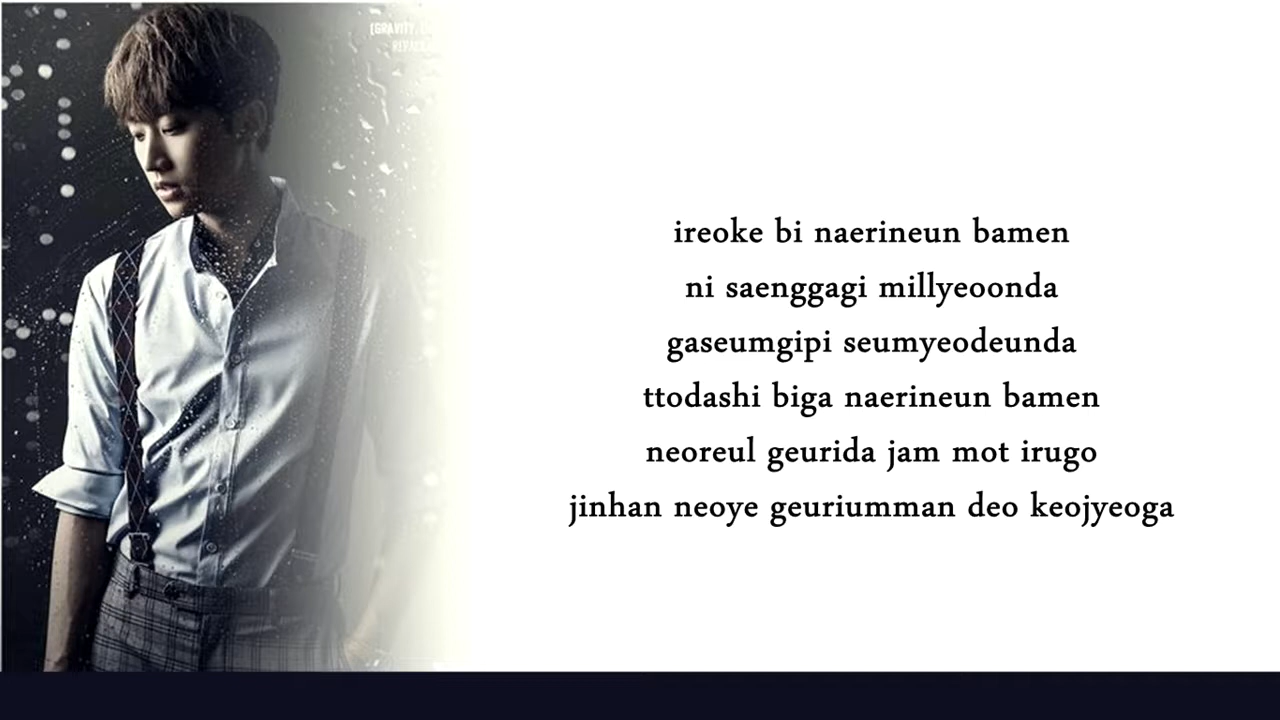 [GRAVITY
ireoke bi naerineun bamen
ni saenggagi millyeoonda
gaseumgipi seumyeodeunda
ttodashi biga naerineun bamen
neoreul geurida jam mot irugo
jinhan neoye geuriumman deo keojyeoga